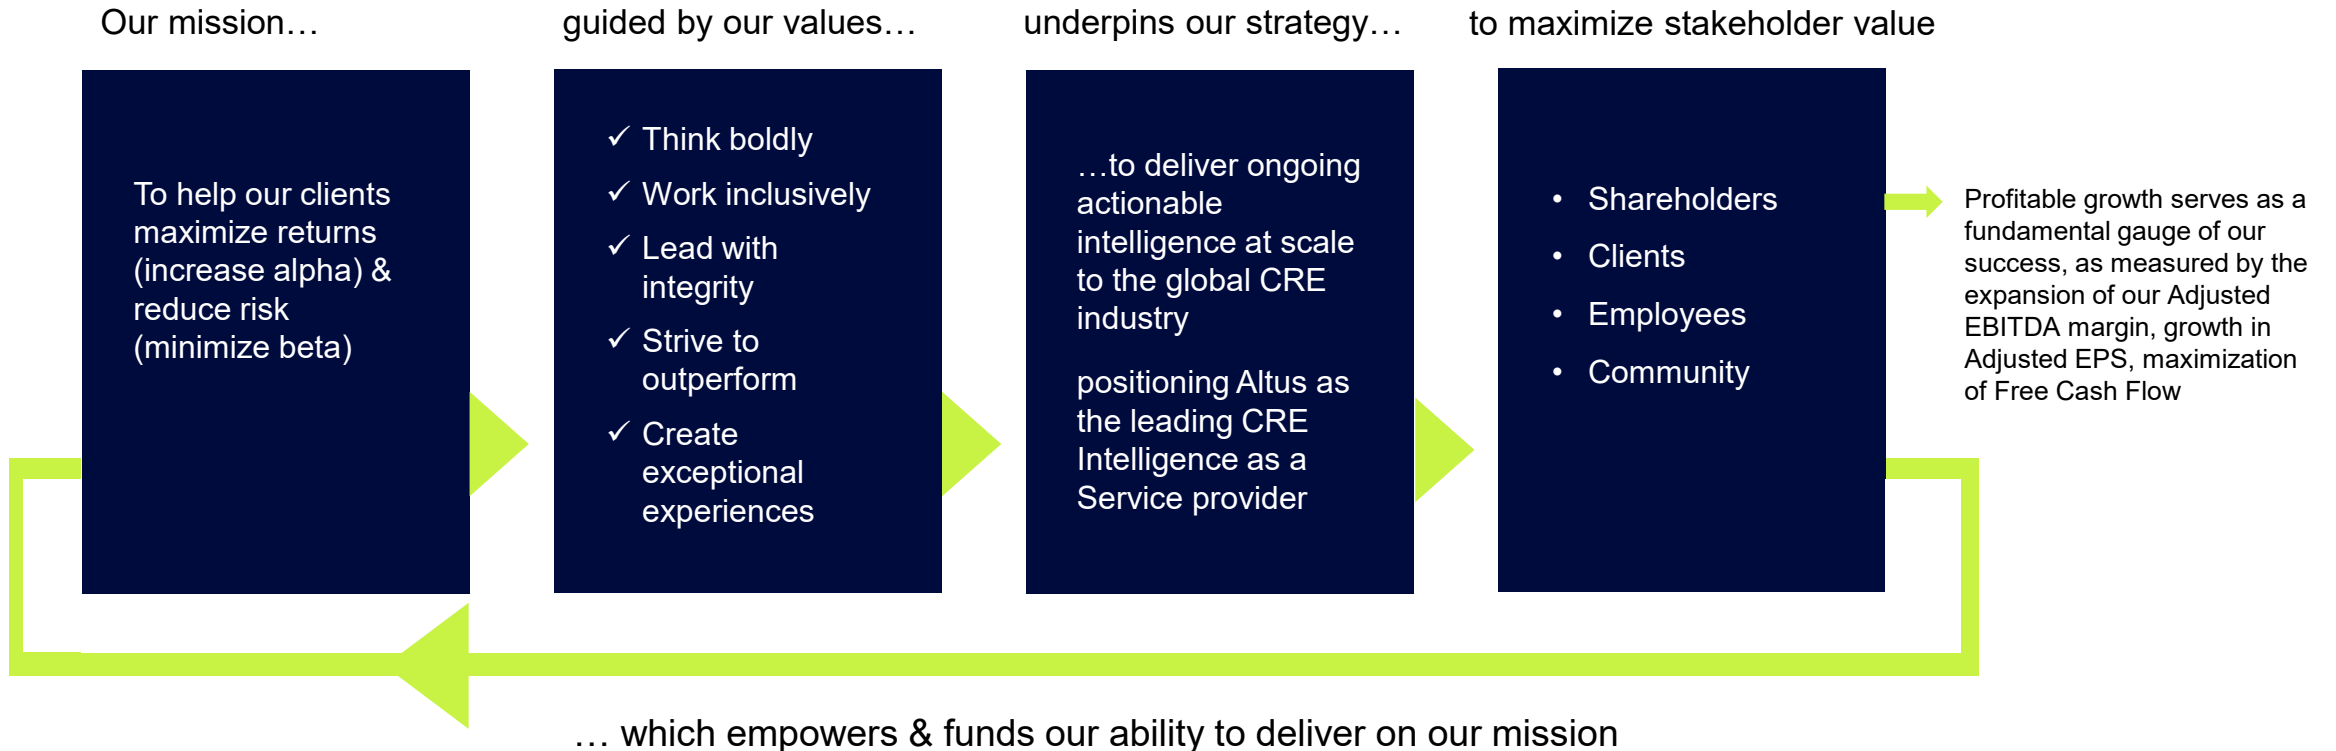 Our mission…
guided by our values…
underpins our strategy…
to maximize stakeholder value
To help our clients
maximize returns
(increase alpha) &
reduce risk
(minimize beta)
✓ Think boldly
✓ Work inclusively
✓ Lead with
integrity
✓ Strive to
outperform
✓ Create
exceptional
experiences
…to deliver ongoing
actionable
intelligence at scale
to the global CRE
industry
positioning Altus as
the leading CRE
Intelligence as a
Service provider
• Shareholders
• Clients
• Employees
• Community
Profitable growth serves as a
fundamental gauge of our
success, as measured by the
expansion of our Adjusted
EBITDA margin, growth in
Adjusted EPS, maximization
of Free Cash Flow
… which empowers & funds our ability to deliver on our mission